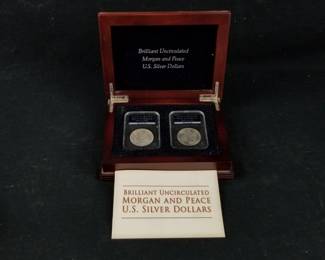 Brilliant Uncirculated
Morgan and Peace
U.S. Silver Dollars
BRILLIANT UNCIRCULATED
MORGAN AND PEACE
U.S. SILVER DOLLARS